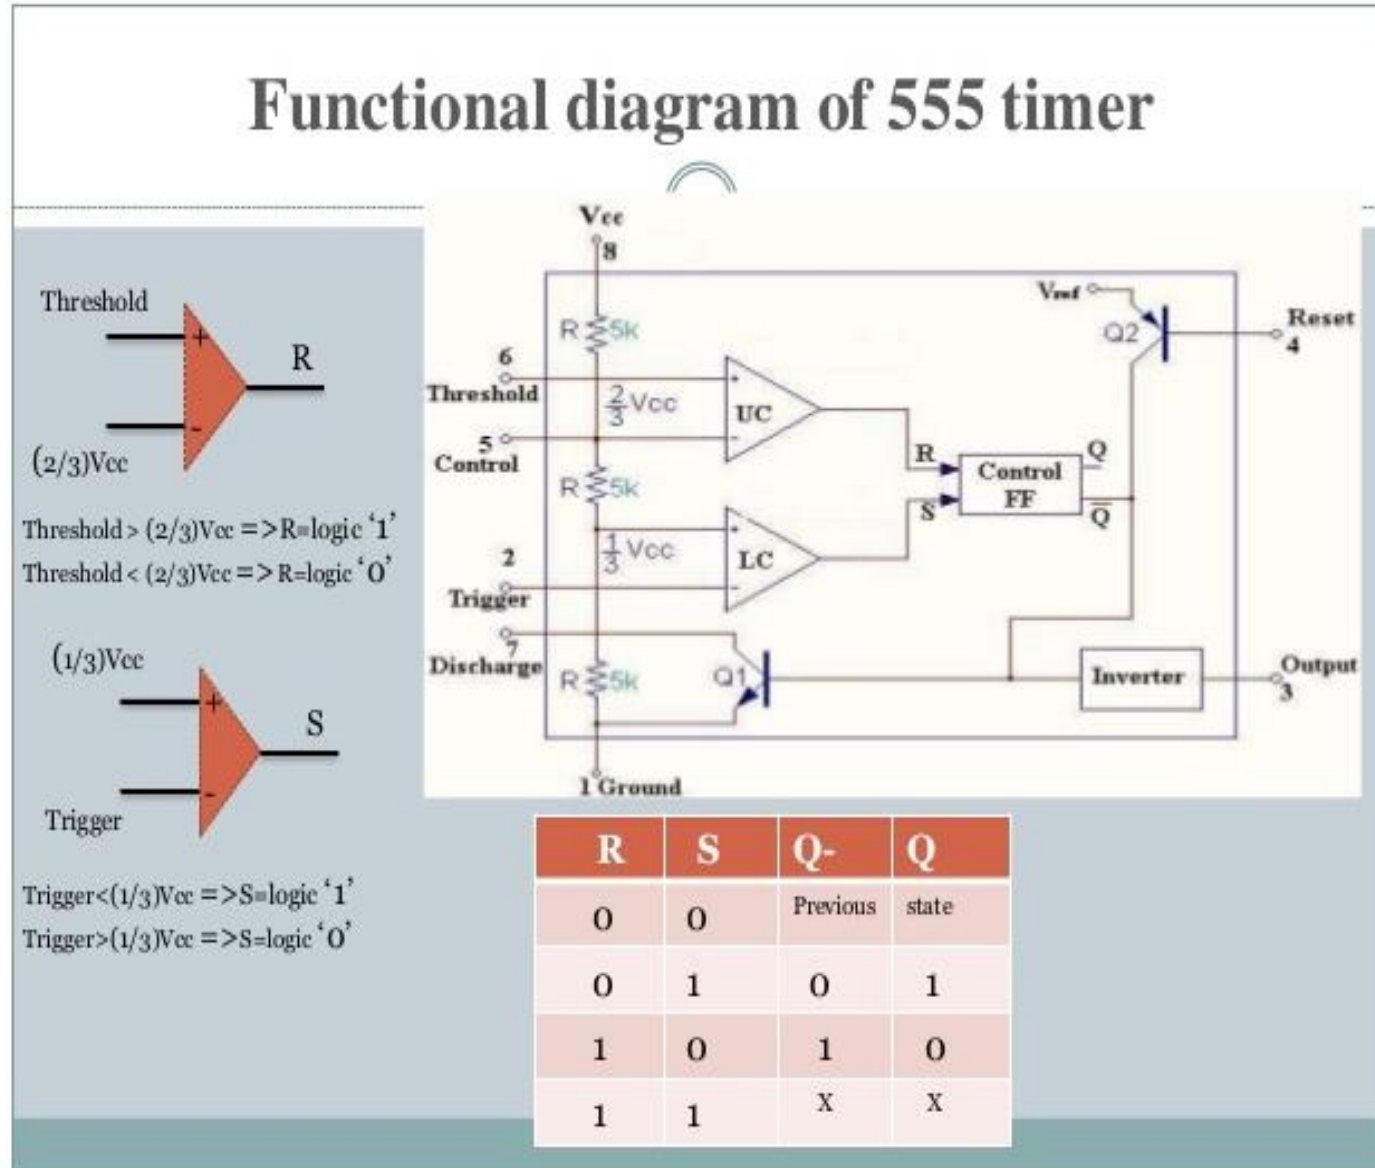 Functional diagram of 555 timer
Threshold
+
R
-
(2/3)Vcc
Threshold > (2/3)Vcc =>R=logic ‘1’
Threshold < (2/3)Vcc => R=logic ‘0’
(1/3)Vcc
+
S
-
Trigger
Trigger<(1/3)Vcc =>S=logic ‘1’
Trigger>(1/3)Vcc =>S=logic ‘0’
Vcc
8
R 5k
6
Threshold
2/3 Vcc
5
Control
+
UC
-
R 5k
1/3 Vcc
2
Trigger
+
LC
-
7
Discharge
R 5k
Q1
1 Ground
Vref
Q2
Reset
4
R
S
Control
FF
Q
Q̅
Inverter
Output
3
R S Q- Q
0 0 Previous state
0 1 0 1
1 0 1 0
1 1 X X